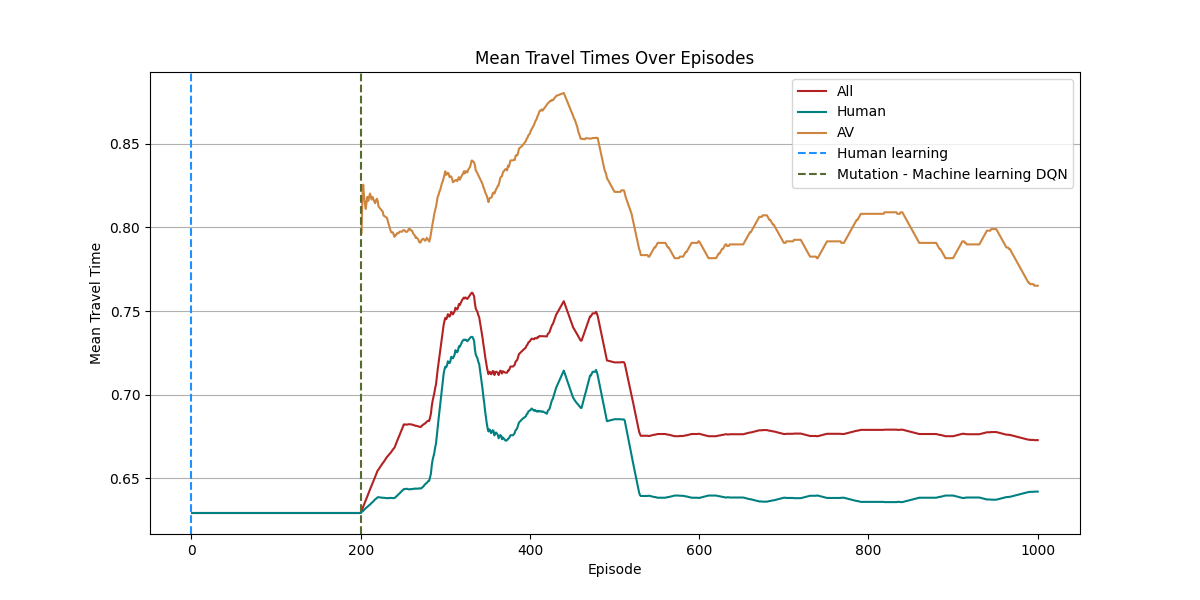 Mean Travel Times Over Episodes
All
Human
AV
Human learning
Mutation - Machine learning DQN
Mean Travel Time
0.85
0.80
0.75
0.70
0.65
0 200 400 600 800 1000
Episode